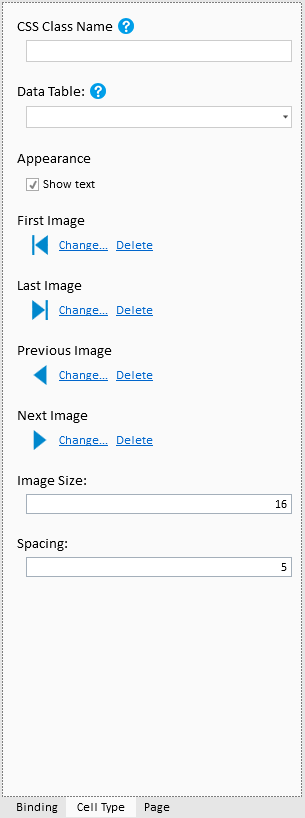 CSS Class Name ?
Data Table: ?
Appearance
Show text
First Image
Change... Delete
Last Image
Change... Delete
Previous Image
Change... Delete
Next Image
Change... Delete
Image Size:
16
Spacing:
5
Binding Cell Type Page